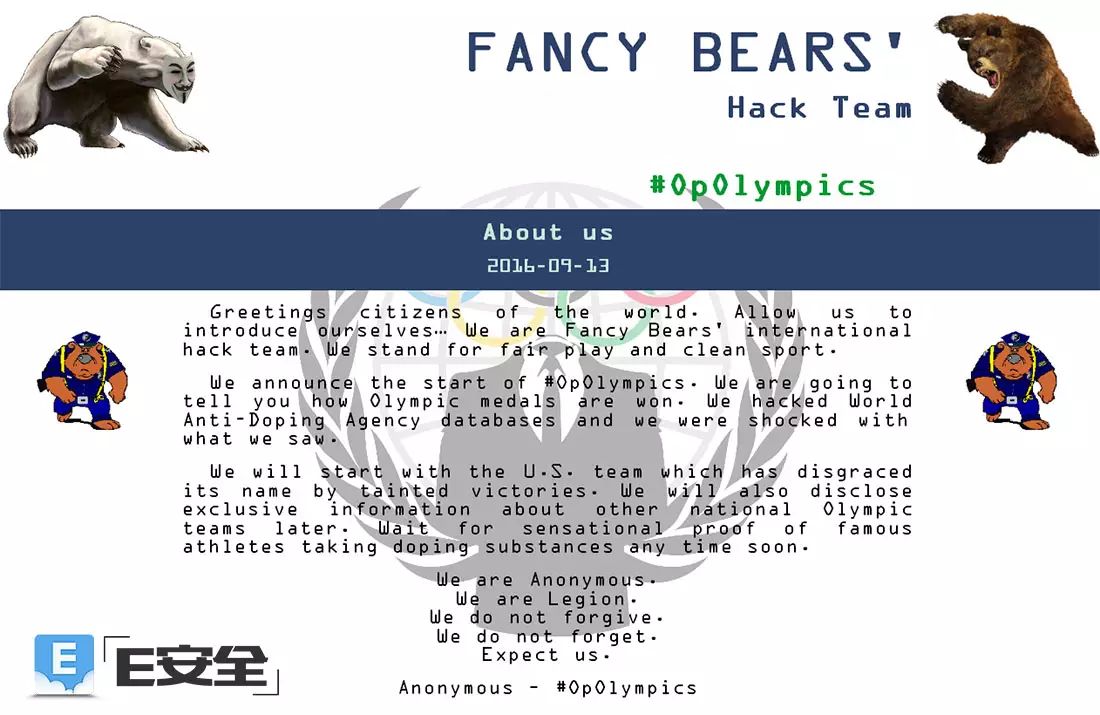 FANCY BEARS'
Hack Team
#OpOlympics
About us
2016-09-13
Greetings citizens of the world. Allow us to
introduce ourselves… We are Fancy Bears' international
hack team. We stand for fair play and clean sport.
We announce the start of #OpOlympics. We are going to
tell you how Olympic medals are won. We hacked World
Anti-Doping Agency databases and we were shocked with
what we saw.
We will start with the U.S. team which has disgraced
its name by tainted victories. We will also disclose
exclusive information about other national Olympic
teams later. Wait for sensational proof of famous
athletes taking doping substances any time soon.
We are Anonymous.
We are Legion.
We do not forgive.
We do not forget.
Expect us.
Anonymous - #OpOlympics
E
E安全